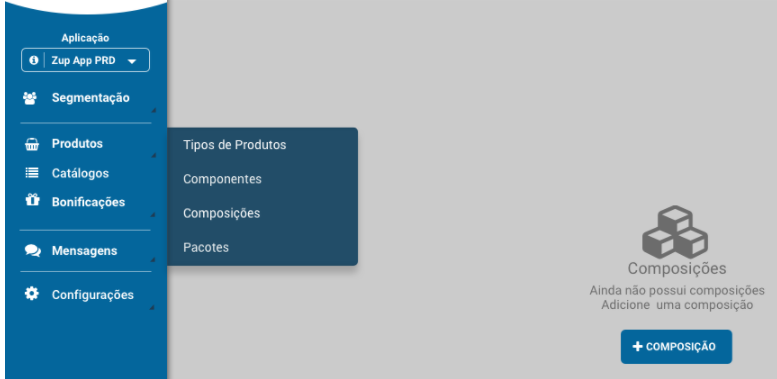 Aplicação
Zup App PRD
Segmentação
Produtos
Catálogos
Bonificações
Mensagens
Configurações
Tipos de Produtos
Componentes
Composições
Pacotes
Composições
Ainda não possui composições
Adicione uma composição
+ COMPOSIÇÃO